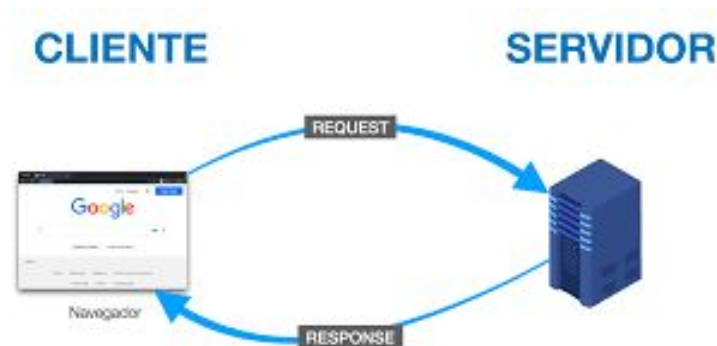 CLIENTE
SERVIDOR
REQUEST
Google
Navegador
RESPONSE